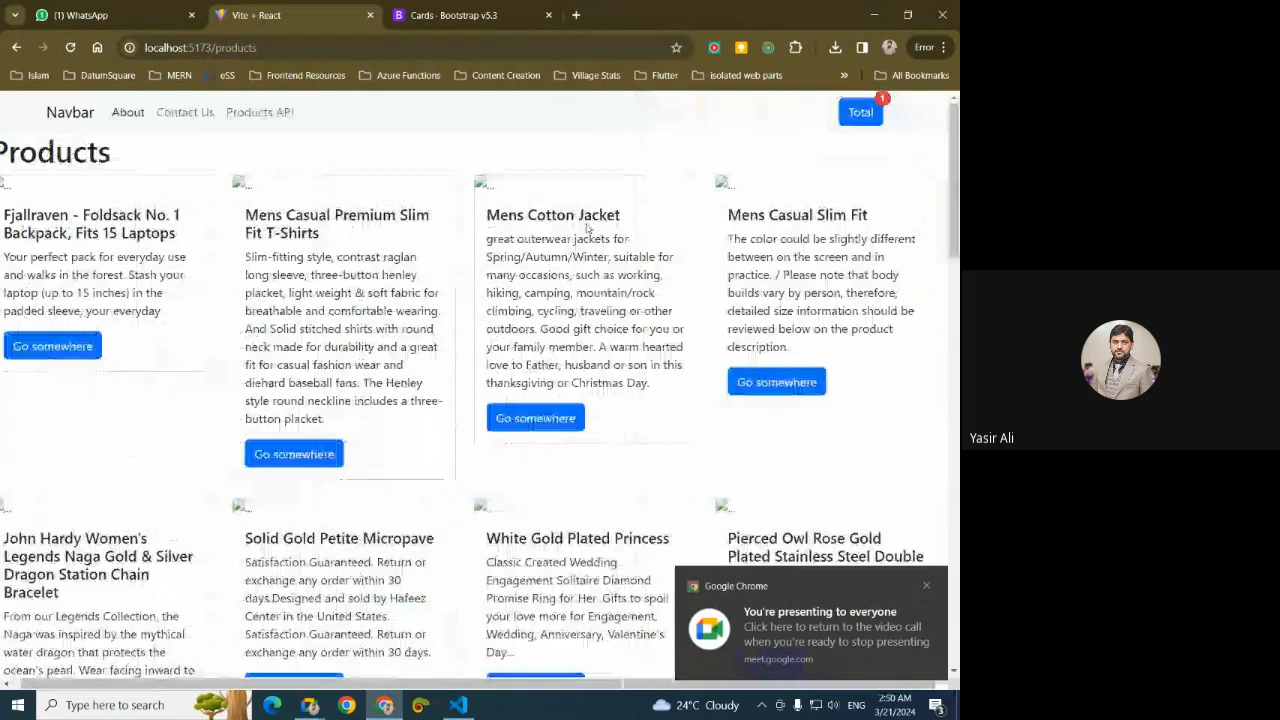 (1) WhatsApp
Vite + React
Cards · Bootstrap v5.3
localhost:5173/products
Error
Islam
DatumSquare
MERN
eSS
Frontend Resources
Azure Functions
Content Creation
Village Stats
Flutter
isolated web parts
All Bookmarks
Navbar
About
Contact Us
Products API
Total
1
Products
Fjallraven - Foldsack No. 1
Backpack, Fits 15 Laptops
Your perfect pack for everyday use
and walks in the forest. Stash your
laptop (up to 15 inches) in the
padded sleeve, your everyday
Go somewhere
...
Mens Casual Premium Slim
Fit T-Shirts
Slim-fitting style, contrast raglan
long sleeve, three-button henley
placket, light weight & soft fabric for
breathable and comfortable wearing.
And Solid stitched shirts with round
neck made for durability and a great
fit for casual fashion wear and
diehard baseball fans. The Henley
style round neckline includes a three-
button placket.
Go somewhere
...
Mens Cotton Jacket
great outerwear jackets for
Spring/Autumn/Winter, suitable for
many occasions, such as working,
hiking, camping, mountain/rock
climbing, cycling, traveling or other
outdoors. Good gift choice for you or
your family member. A warm hearted
love to Father, husband or son in this
thanksgiving or Christmas Day.
Go somewhere
...
Mens Casual Slim Fit
The color could be slightly different
between on the screen and in
practice. / Please note that body
builds vary by person, therefore,
detailed size information should be
reviewed below on the product
description.
Go somewhere
...
John Hardy Women's
Legends Naga Gold & Silver
Dragon Station Chain
Bracelet
From our Legends Collection, the
Naga was inspired by the mythical
water dragon that protects the
ocean's pearl. Wear facing inward to
...
Solid Gold Petite Micropave
Satisfaction Guaranteed. Return or
exchange any order within 30
days.Designed and sold by Hafeez
Center in the United States.
Satisfaction Guaranteed. Return or
exchange any order within 30 days.
...
White Gold Plated Princess
Classic Created Wedding
Engagement Solitaire Diamond
Promise Ring for Her. Gifts to spoil
your love more for Engagement,
Wedding, Anniversary, Valentine's
Day...
...
Pierced Owl Rose Gold
Plated Stainless Steel Double
Google Chrome
You're presenting to everyone
Click here to return to the video call
when you're ready to stop presenting
meet.google.com
Yasir Ali
Type here to search
24°C Cloudy
ENG
2:50 AM
3/21/2024
3